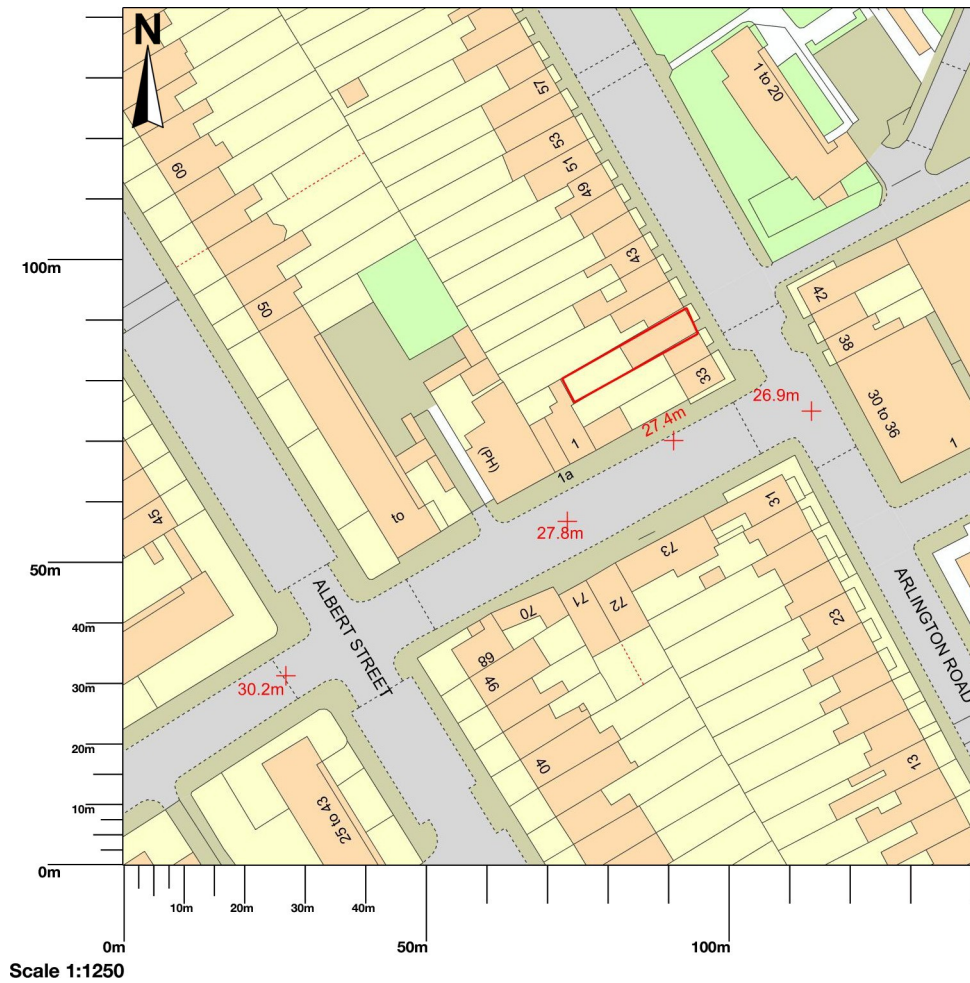 N
57
1 to 20
53
51
49
60
43
50
42
38
33
30 to 36
1
26.9m
27.4m
1
1a
(PH)
27.8m
45
31
73
ALBERT STREET
ARLINGTON ROAD
70
71
72
23
68
46
30.2m
40
13
25 to 43
100m
50m
40m
30m
20m
10m
0m
10m
20m
30m
40m
0m
50m
100m
Scale 1:1250